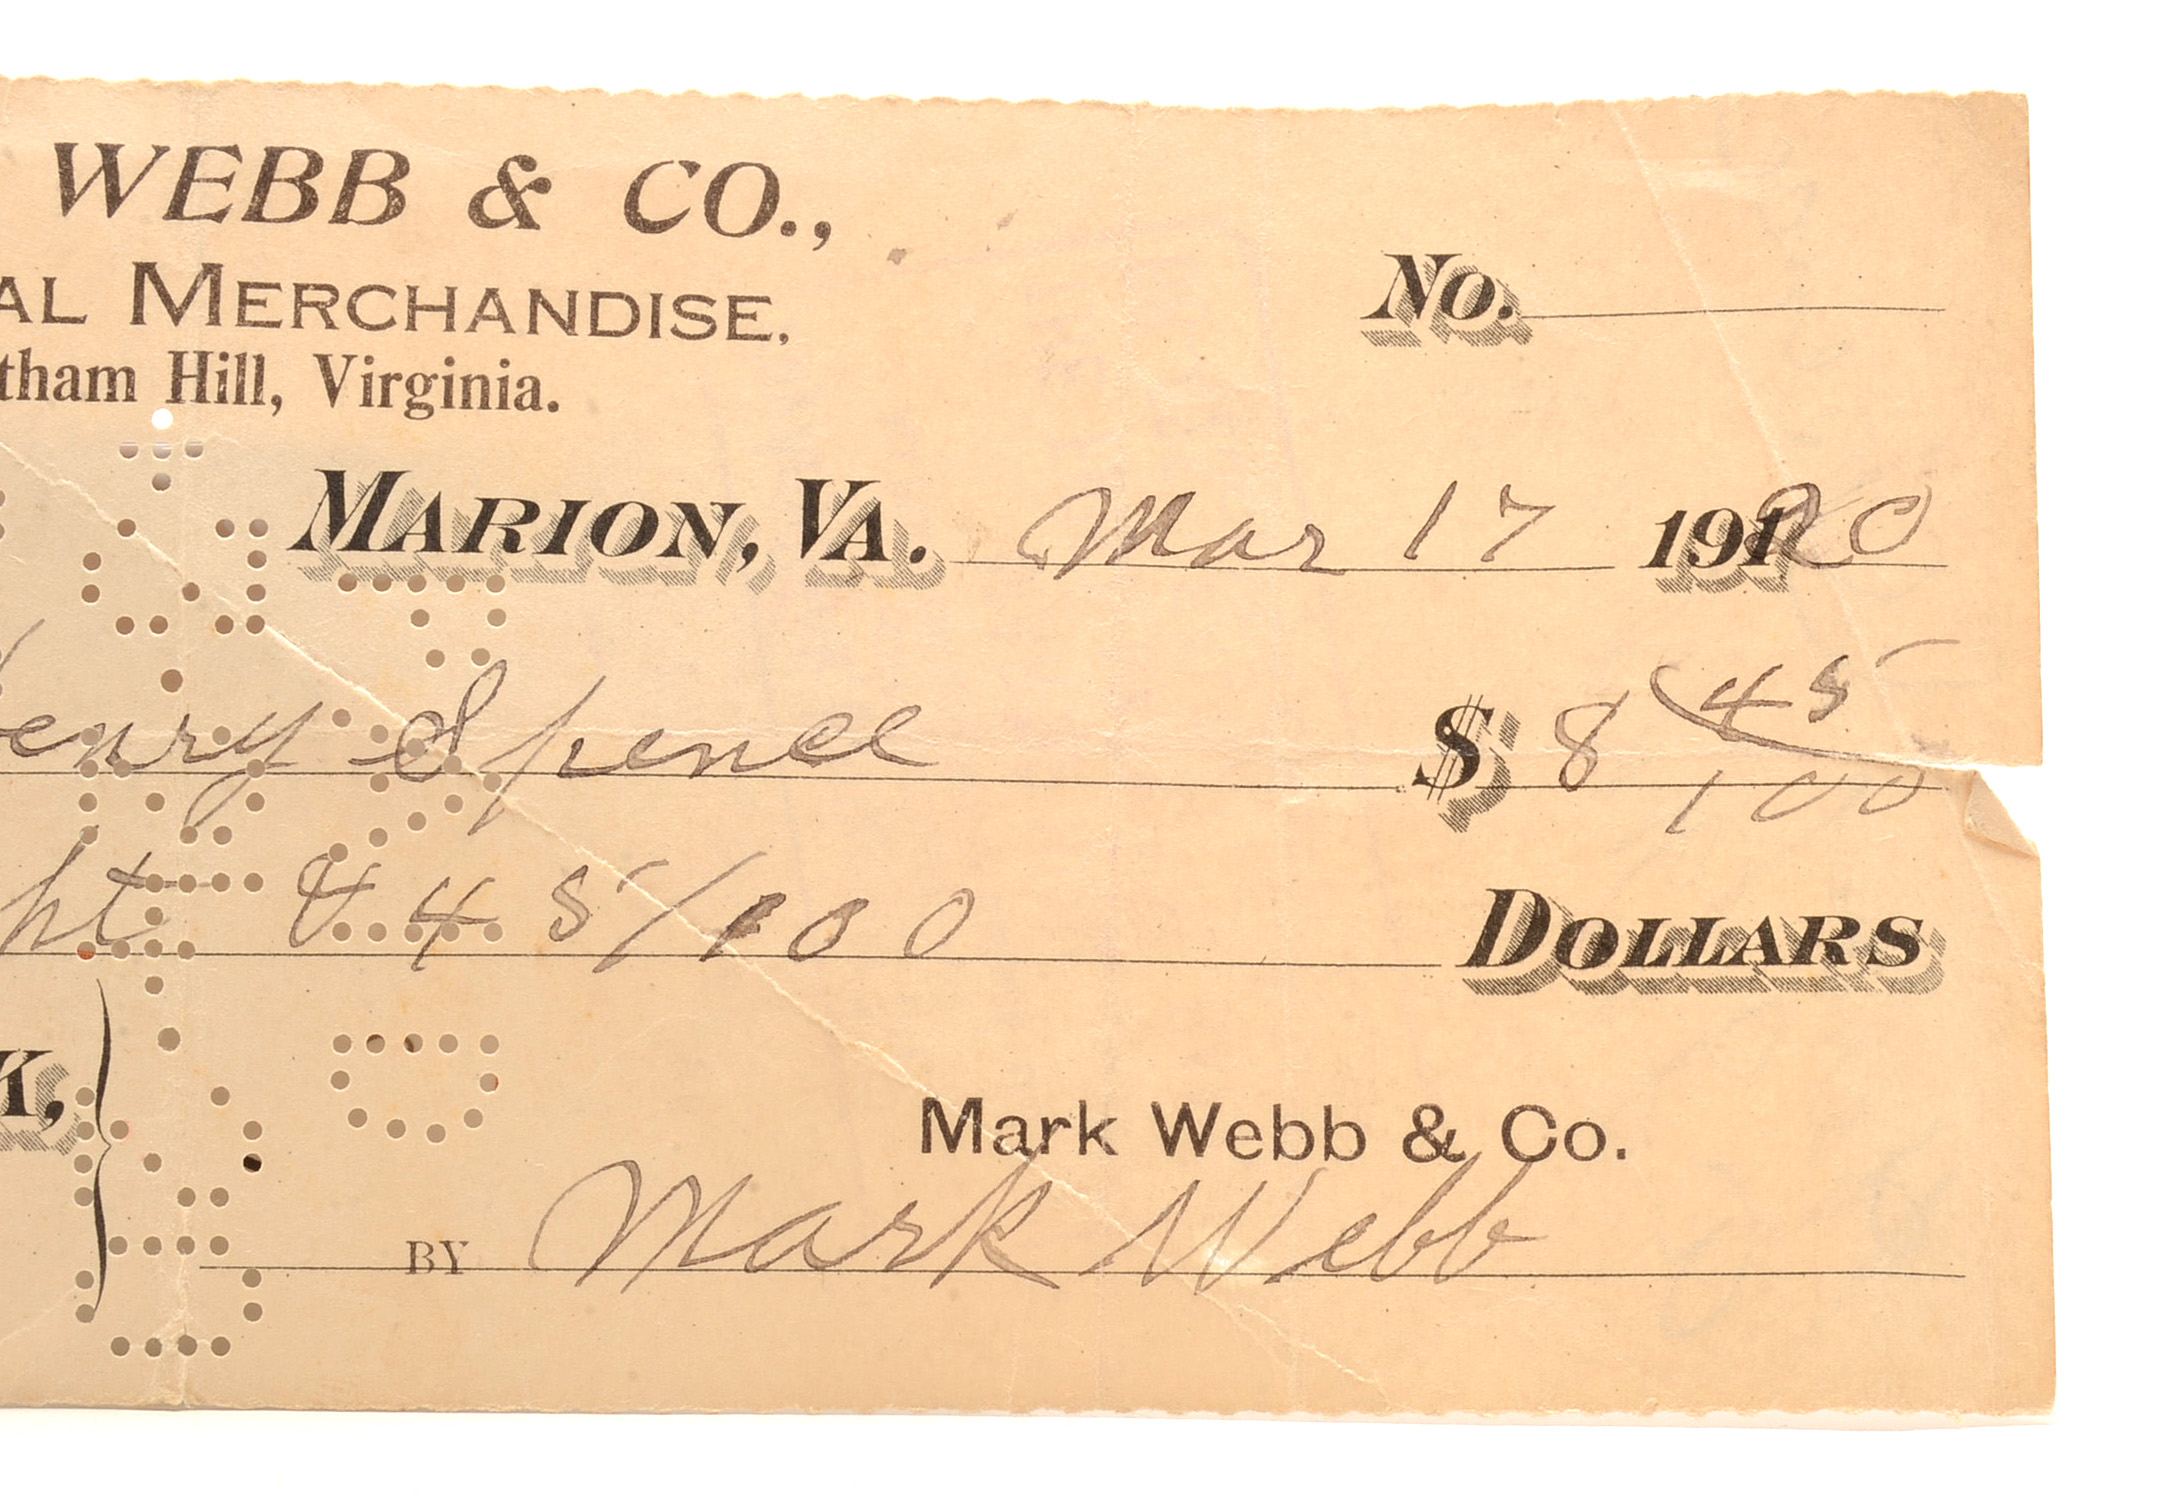 WEBB & CO.,
AL MERCHANDISE.
tham Hill, Virginia.
No.
MARION, VA. Mar 17 1920
enry Spence $ 8 45/100
ht & 45/100 DOLLARS
K,
Mark Webb & Co.
BY Mark Webb